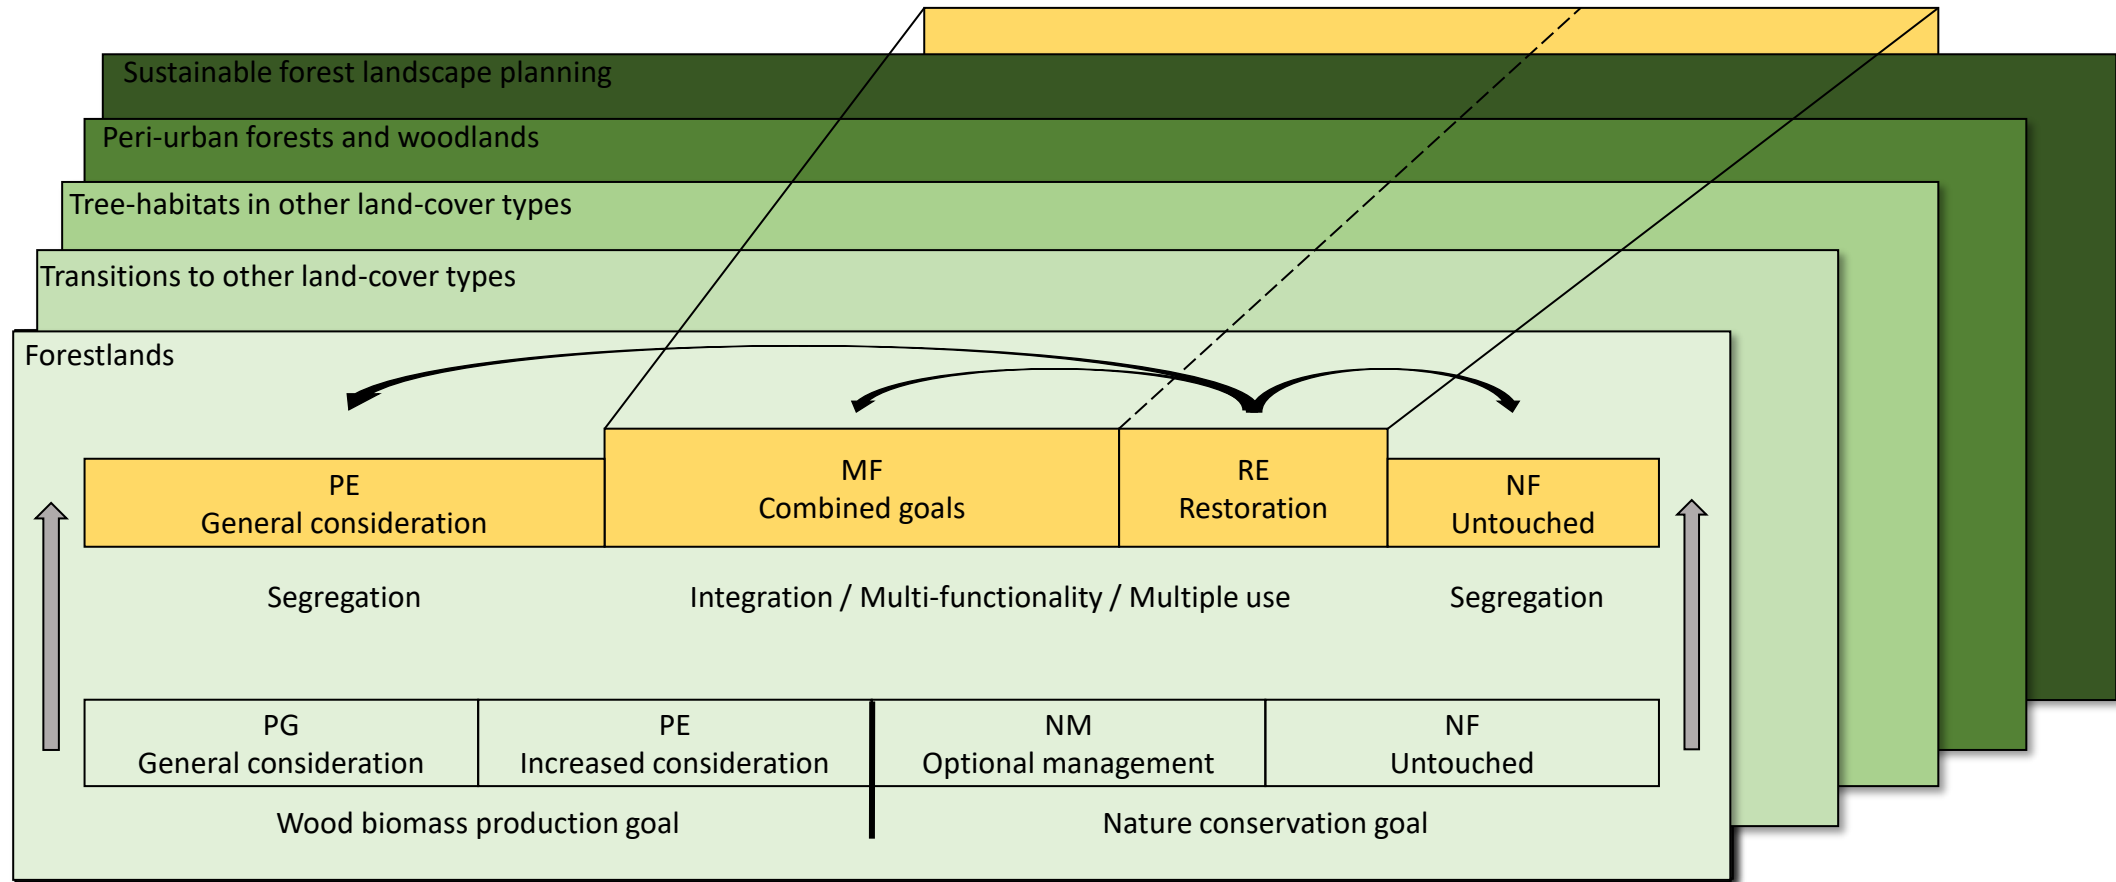 Sustainable forest landscape planning
Peri-urban forests and woodlands
Tree-habitats in other land-cover types
Transitions to other land-cover types
Forestlands
PE
General consideration
MF
Combined goals
RE
Restoration
NF
Untouched
Segregation
Integration / Multi-functionality / Multiple use
Segregation
PG
General consideration
PE
Increased consideration
NM
Optional management
NF
Untouched
Wood biomass production goal
Nature conservation goal